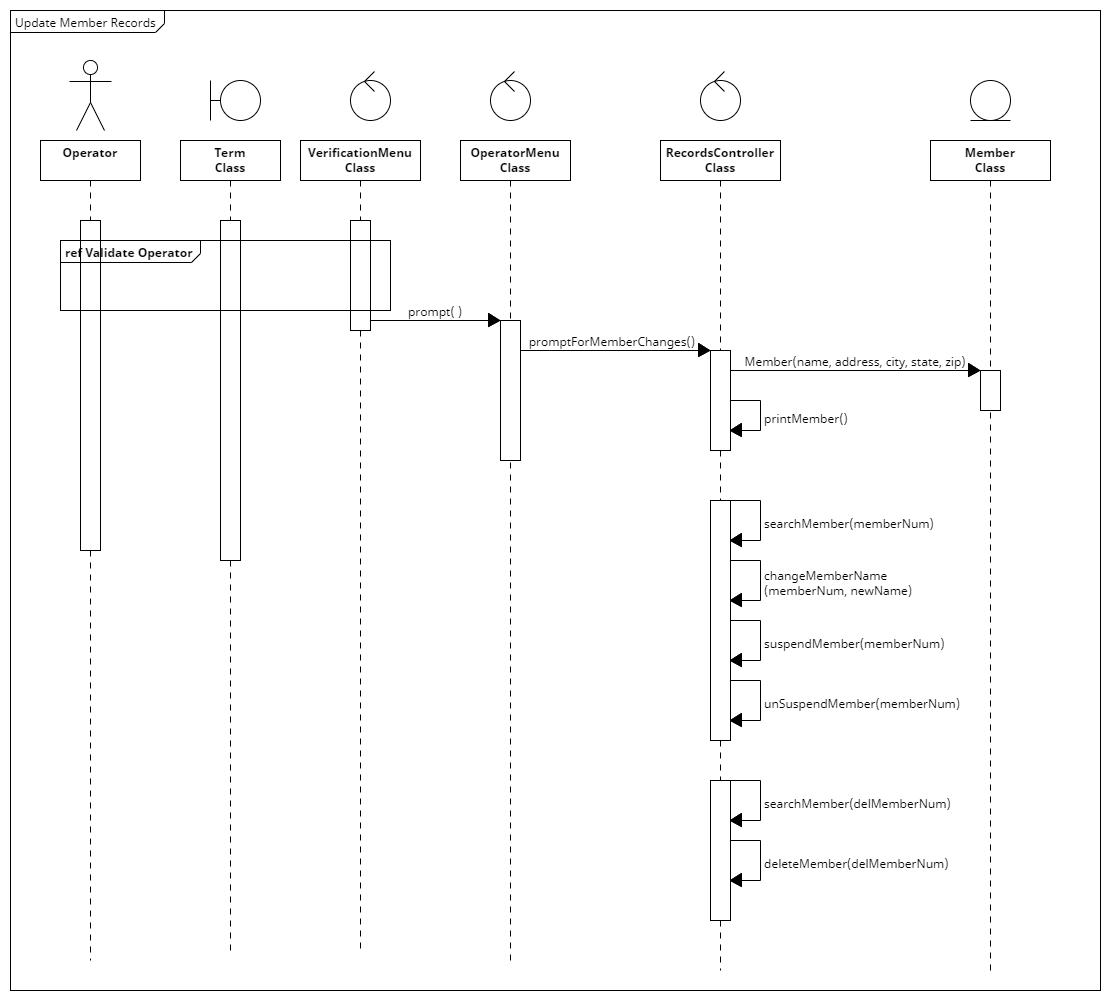 Update Member Records
Operator
Term
Class
VerificationMenu
Class
OperatorMenu
Class
RecordsController
Class
Member
Class
ref Validate Operator
prompt( )
promptForMemberChanges()
Member(name, address, city, state, zip)
printMember()
searchMember(memberNum)
changeMemberName
(memberNum, newName)
suspendMember(memberNum)
unSuspendMember(memberNum)
searchMember(delMemberNum)
deleteMember(delMemberNum)